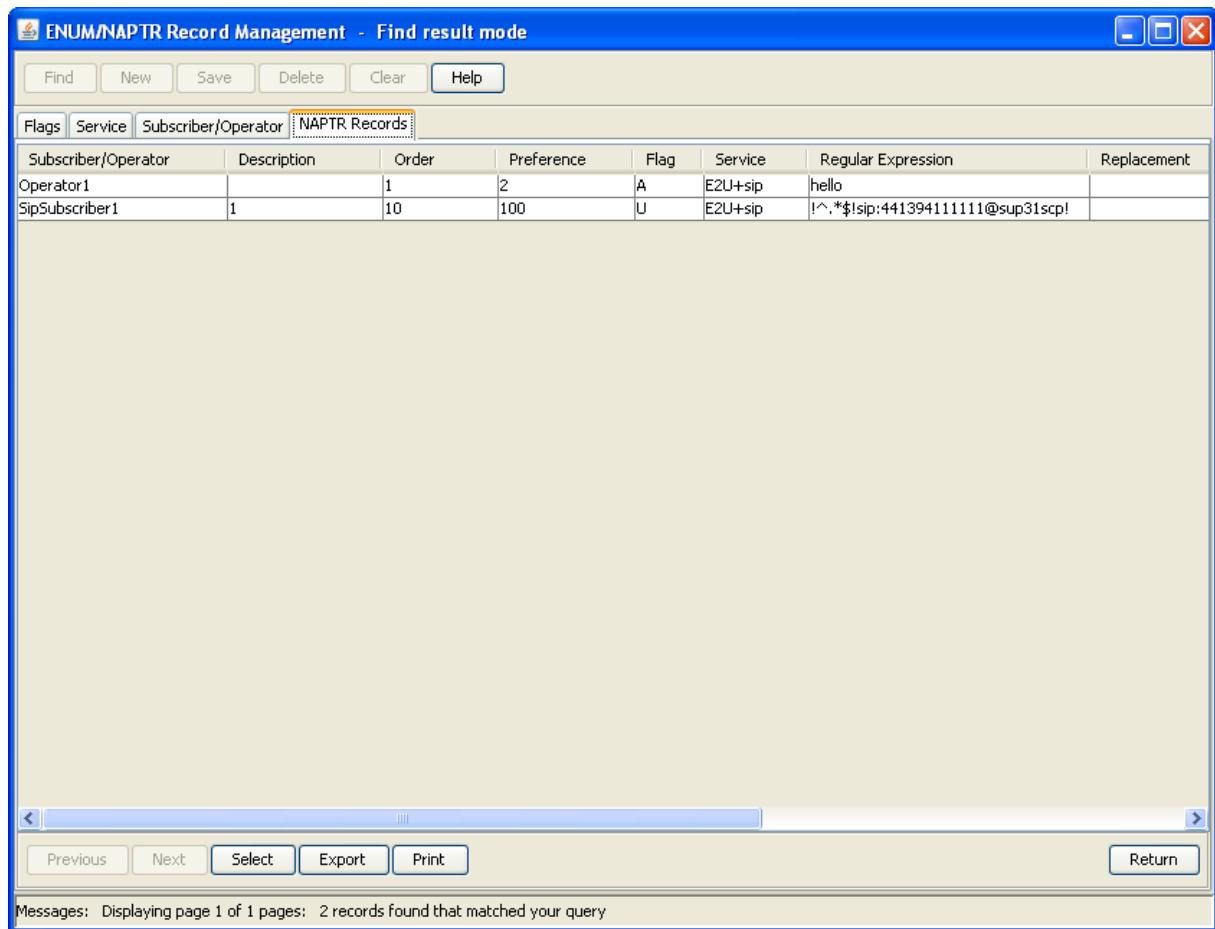 ENUM/NAPTR Record Management - Find result mode
Find New Save Delete Clear Help
Flags Service Subscriber/Operator NAPTR Records
Subscriber/Operator Description Order Preference Flag Service Regular Expression Replacement
Operator1 1 2 A E2U+sip hello
SipSubscriber1 1 10 100 U E2U+sip !^.*$!sip:441394111111@sup31scp!
Previous Next Select Export Print Return
Messages: Displaying page 1 of 1 pages: 2 records found that matched your query